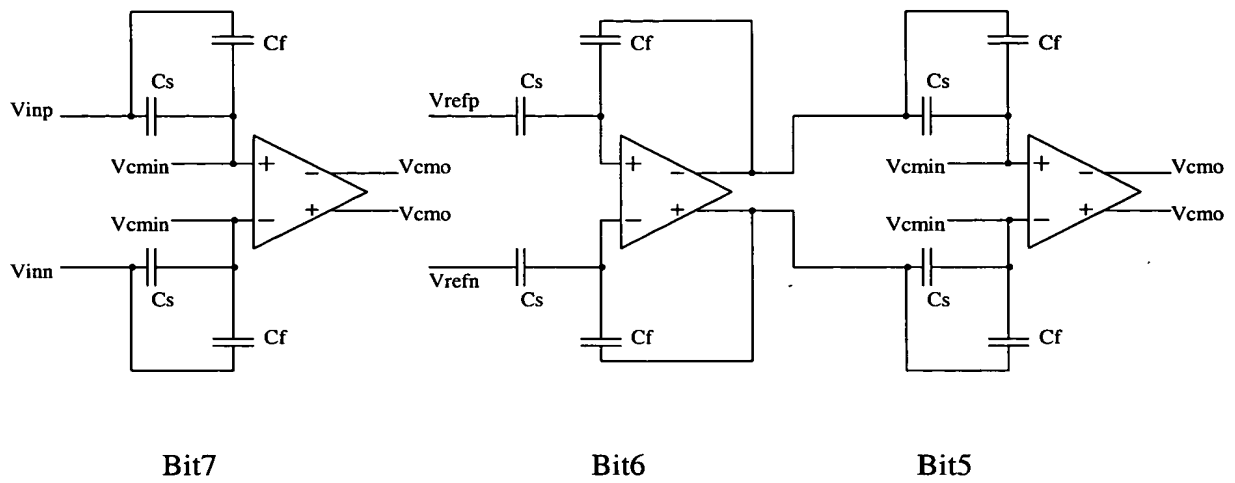 Cf
Cs
Vinp
Vcmin
+
−
Vcmo
Vcmin
−
+
Vcmo
Vinn
Cs
Cf
Bit7
Cf
Cs
Vrefp
+
−
−
+
Vrefn
Cs
Cf
Bit6
Cf
Cs
Vcmin
+
−
Vcmo
Vcmin
−
+
Vcmo
Cs
Cf
Bit5